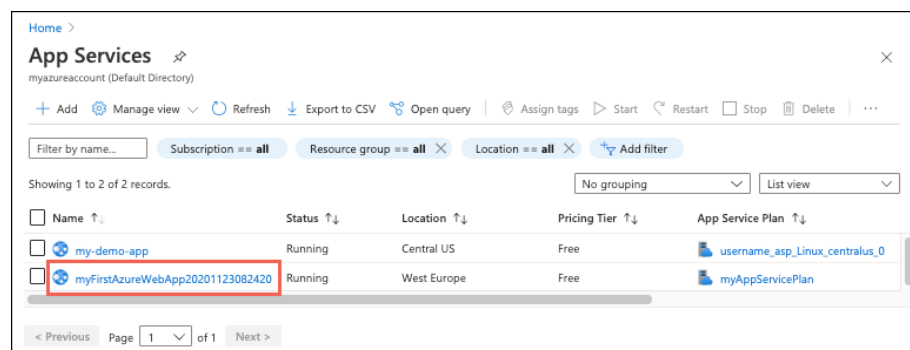 Home >
App Services
myazureaccount (Default Directory)
+ Add Manage view Refresh Export to CSV Open query Assign tags Start Restart Stop Delete ...
Filter by name... Subscription == all Resource group == all Location == all Add filter
Showing 1 to 2 of 2 records. No grouping List view
Name ↑↓ Status ↑↓ Location ↑↓ Pricing Tier ↑↓ App Service Plan ↑↓
my-demo-app Running Central US Free username_asp_Linux_centralus_0
myFirstAzureWebApp20201123082420 Running West Europe Free myAppServicePlan
< Previous Page 1 of 1 Next >